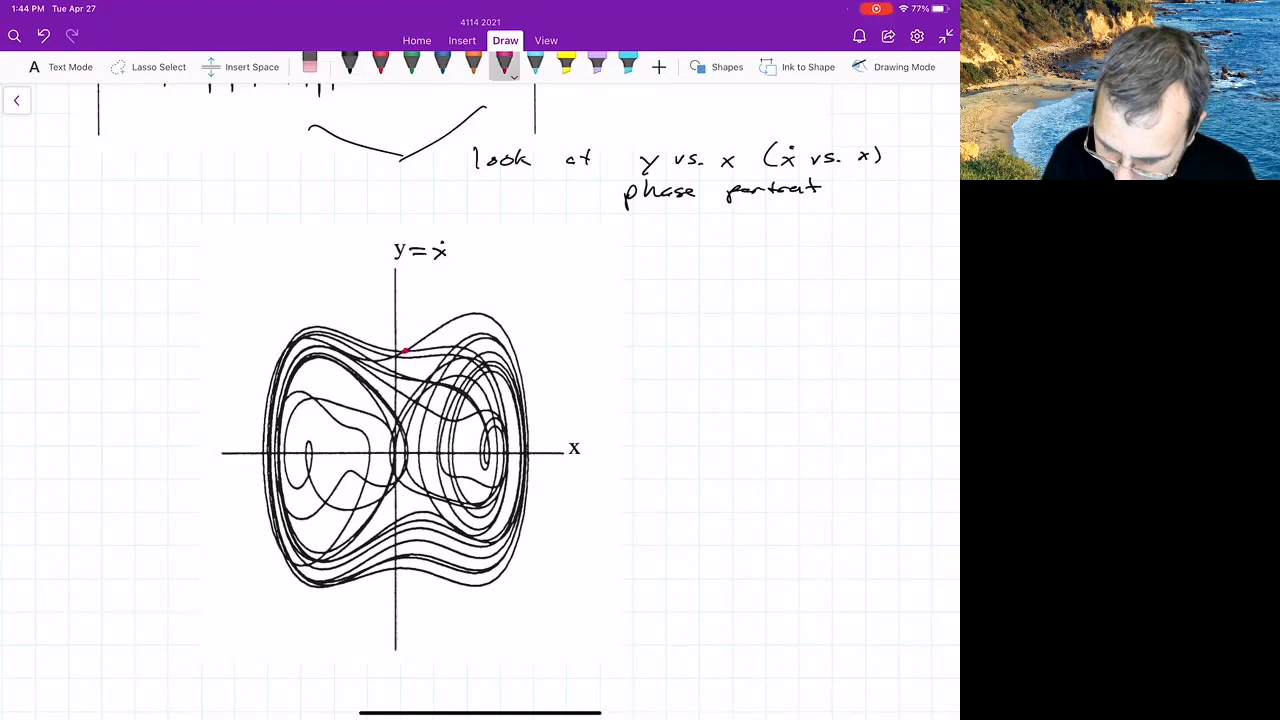 1:44 PM Tue Apr 27
77%
4114 2021
Home Insert Draw View
Text Mode Lasso Select Insert Space Shapes Ink to Shape Drawing Mode
look at y vs. x (ẋ vs. x)
phase portrait
y = ẋ
x